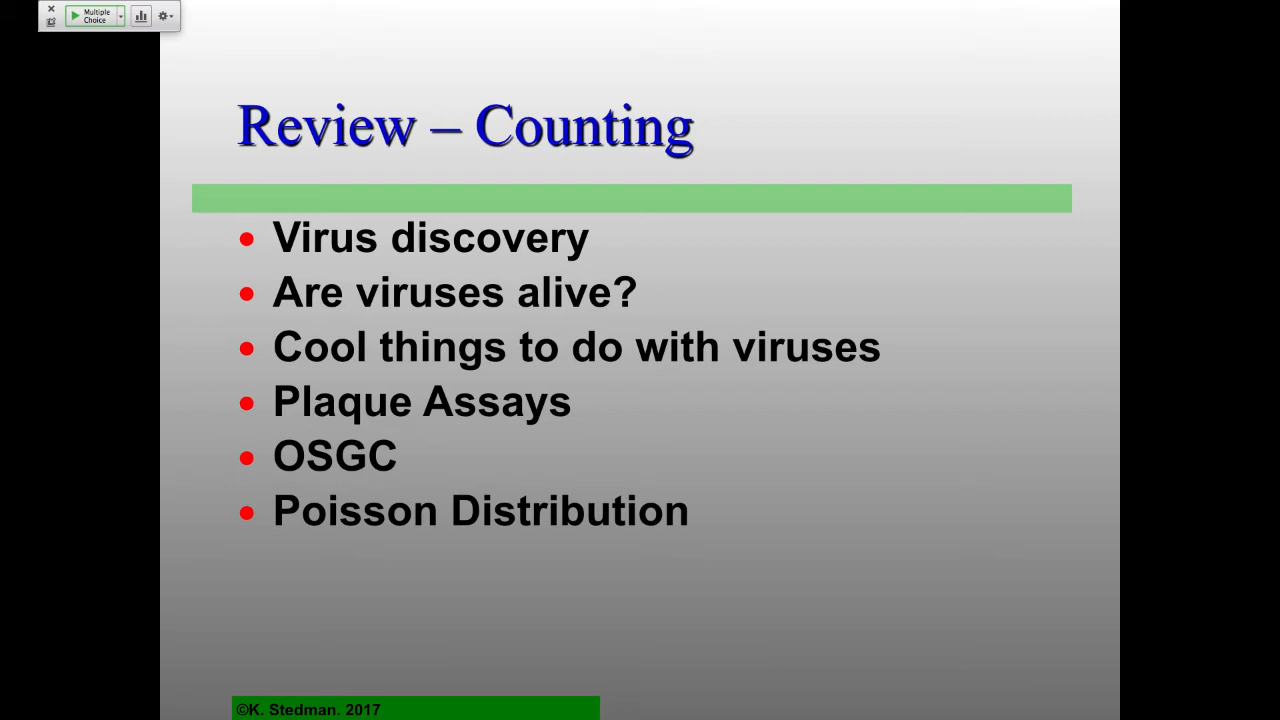 Multiple
Choice
Review – Counting
• Virus discovery
• Are viruses alive?
• Cool things to do with viruses
• Plaque Assays
• OSGC
• Poisson Distribution
©K. Stedman. 2017